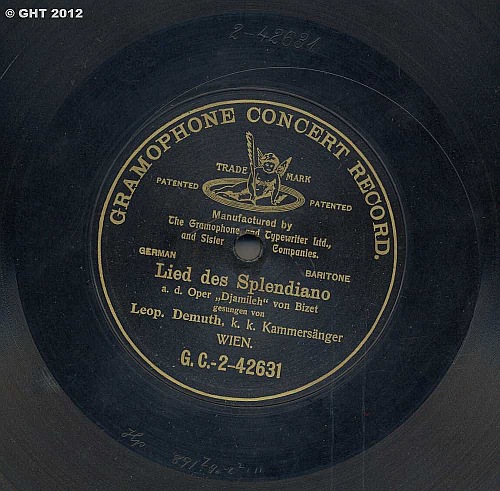 © GHT 2012
2-42631
GRAMOPHONE CONCERT RECORD.
TRADE MARK
PATENTED PATENTED
Manufactured by
The Gramophone and Typewriter Ltd.,
and Sister Companies.
GERMAN BARITONE
Lied des Splendiano
a. d. Oper „Djamileh“ von Bizet
gesungen von
Leop. Demuth, k. k. Kammersänger
WIEN.
G. C.-2-42631